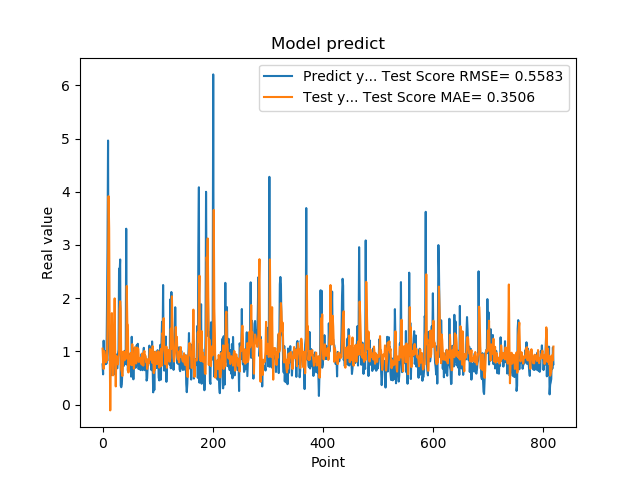 Model predict
Predict y... Test Score RMSE= 0.5583
Test y... Test Score MAE= 0.3506
Real value
6
5
4
3
2
1
0
0 200 400 600 800
Point